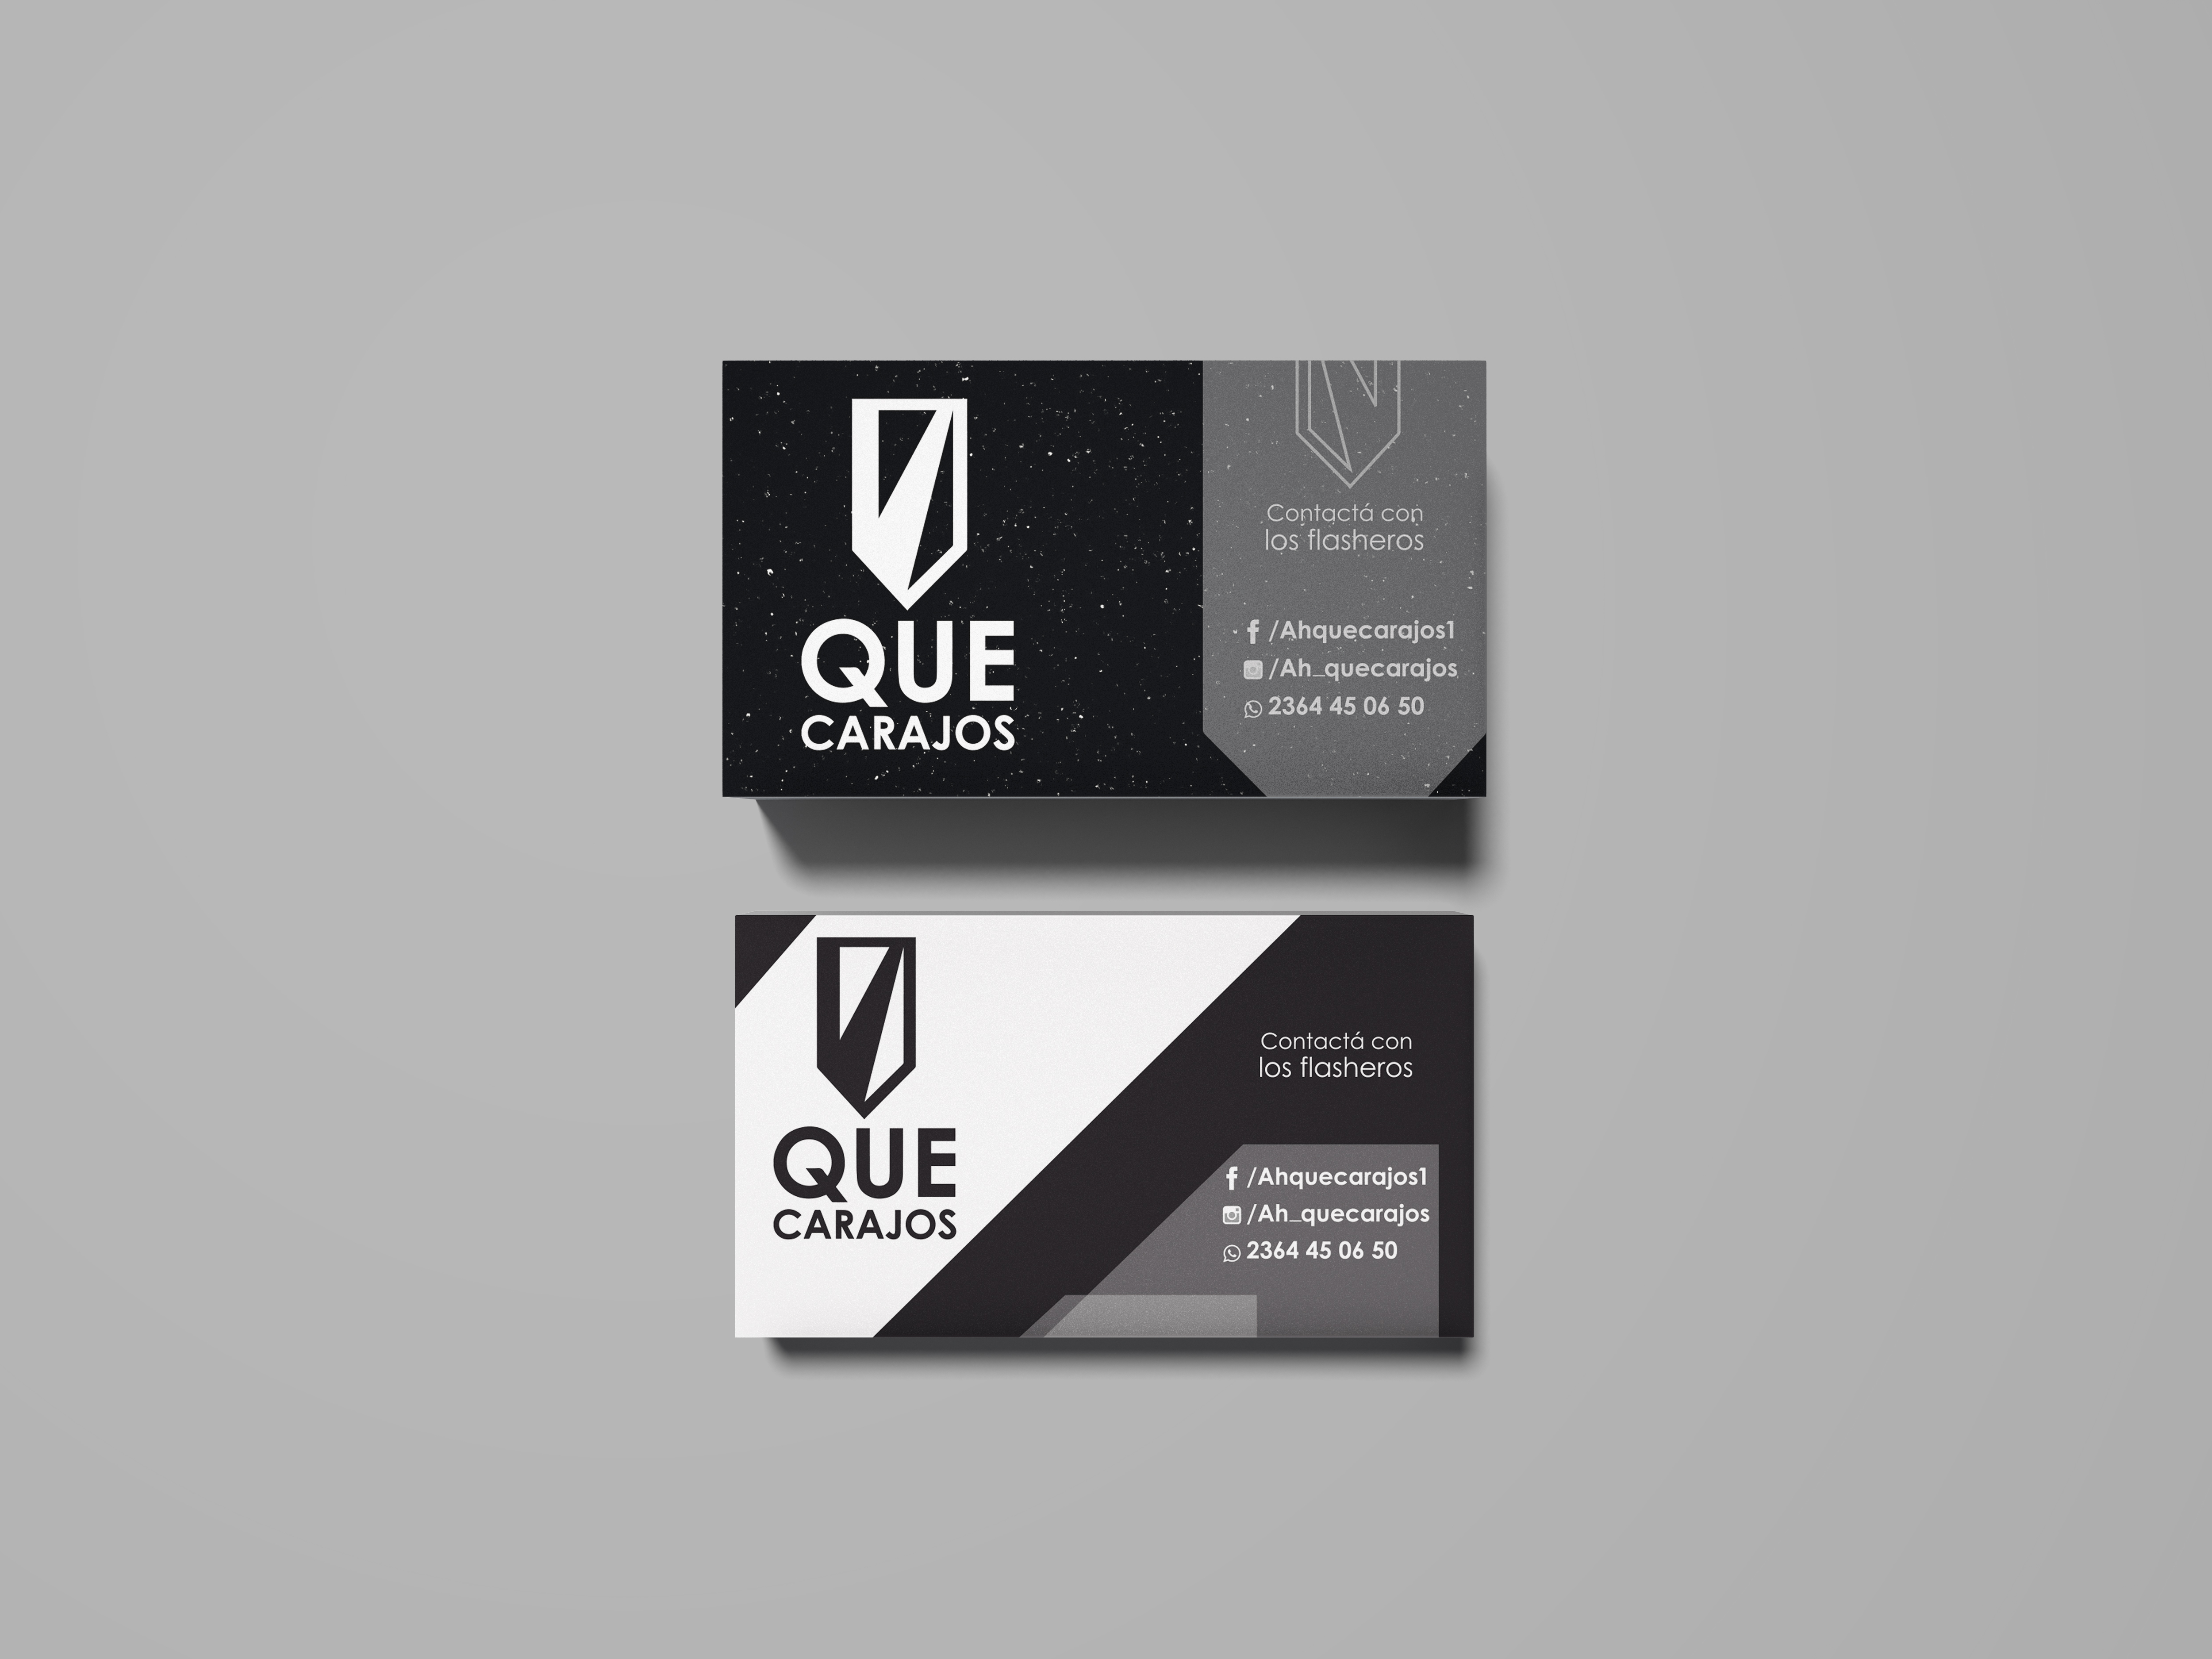 QUE
CARAJOS
Contactá con
los flasheros
/Ahquecarajos1
/Ah_quecarajos
2364 45 06 50
QUE
CARAJOS
Contactá con
los flasheros
/Ahquecarajos1
/Ah_quecarajos
2364 45 06 50